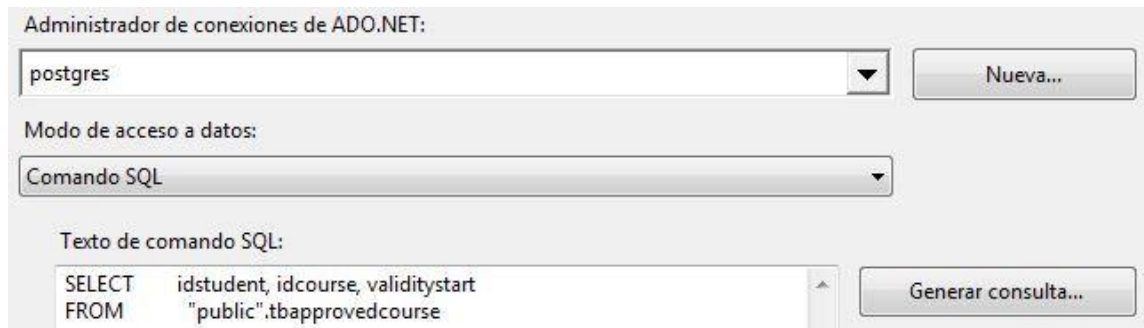 Administrador de conexiones de ADO.NET:
postgres
Nueva...
Modo de acceso a datos:
Comando SQL
Texto de comando SQL:
SELECT idstudent, idcourse, validitystart
FROM "public".tbapprovedcourse
Generar consulta...